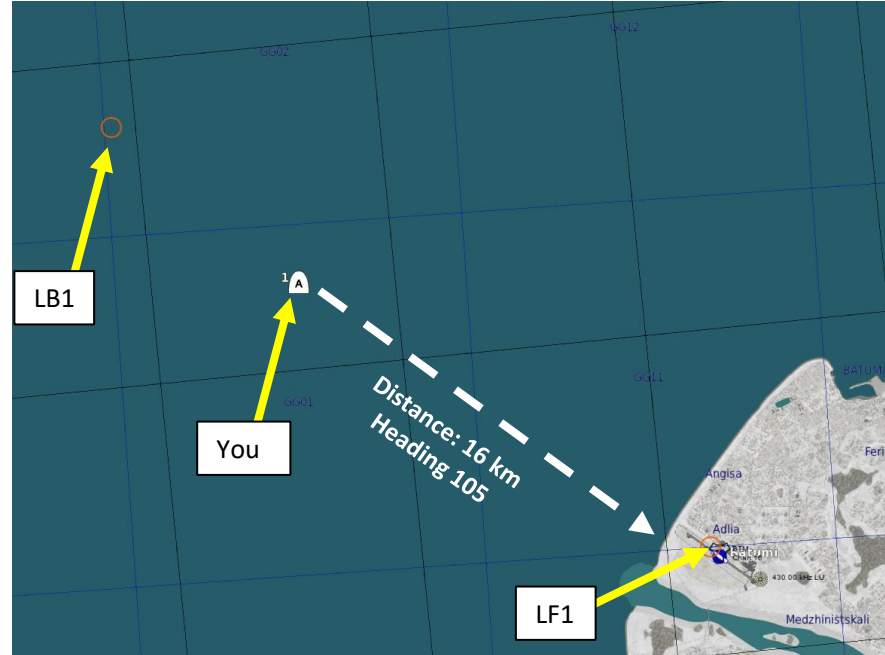 GG02
GG12
LB1
1 A
You
GG01
Distance: 16 km
Heading 105
GG11
BATUMI
Feri
Angisa
Adlia
Batumi
430.00 kHz LU
LF1
Medzhinistskali